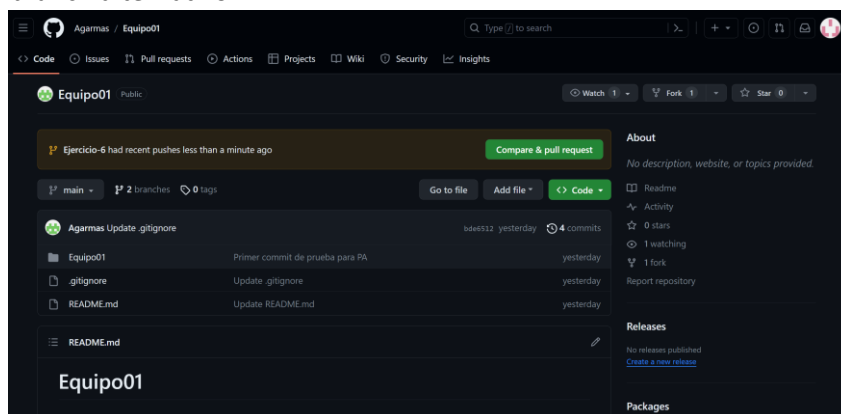 Agarmas / Equipo01
Type / to search
<> Code Issues Pull requests Actions Projects Wiki Security Insights
Equipo01 Public
Watch 1 Fork 1 Star 0
Ejercicio-6 had recent pushes less than a minute ago Compare & pull request
main 2 branches 0 tags Go to file Add file <> Code
Agarmas Update .gitignore bde6512 yesterday 4 commits
Equipo01 Primer commit de prueba para PA yesterday
.gitignore Update .gitignore yesterday
README.md Update README.md yesterday
README.md
Equipo01
About
No description, website, or topics provided.
Readme
Activity
0 stars
1 watching
1 fork
Report repository
Releases
No releases published
Create a new release
Packages